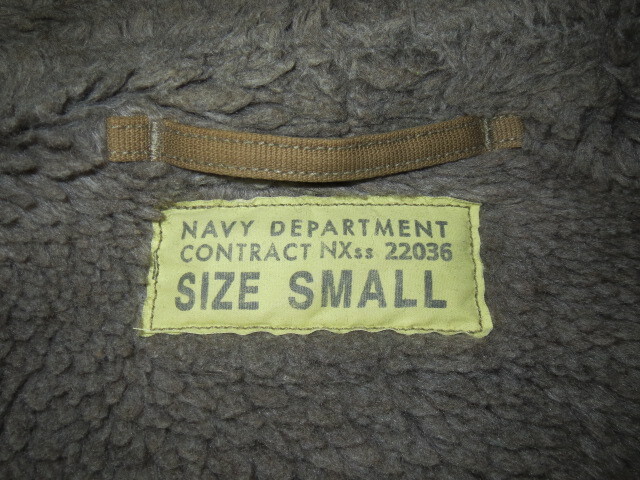 NAVY DEPARTMENT
CONTRACT NXss 22036
SIZE SMALL